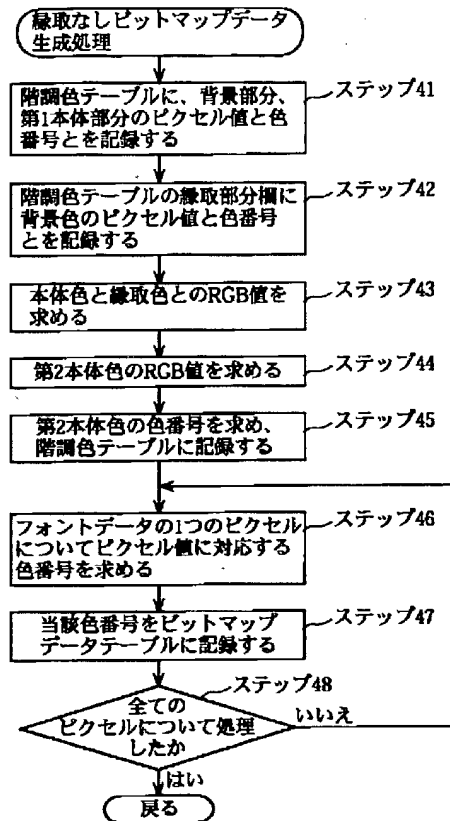 縁取なしビットマップデータ
生成処理
階調色テーブルに、背景部分、
第1本体部分のピクセル値と色
番号とを記録する
ステップ41
階調色テーブルの縁取部分欄に
背景色のピクセル値と色番号
とを記録する
ステップ42
本体色と縁取色とのRGB値を
求める
ステップ43
第2本体色のRGB値を求める
ステップ44
第2本体色の色番号を求め、
階調色テーブルに記録する
ステップ45
フォントデータの1つのピクセル
についてピクセル値に対応する
色番号を求める
ステップ46
当該色番号をビットマップ
データテーブルに記録する
ステップ47
ステップ48
全ての
ピクセルについて処理
したか
いいえ
はい
戻る